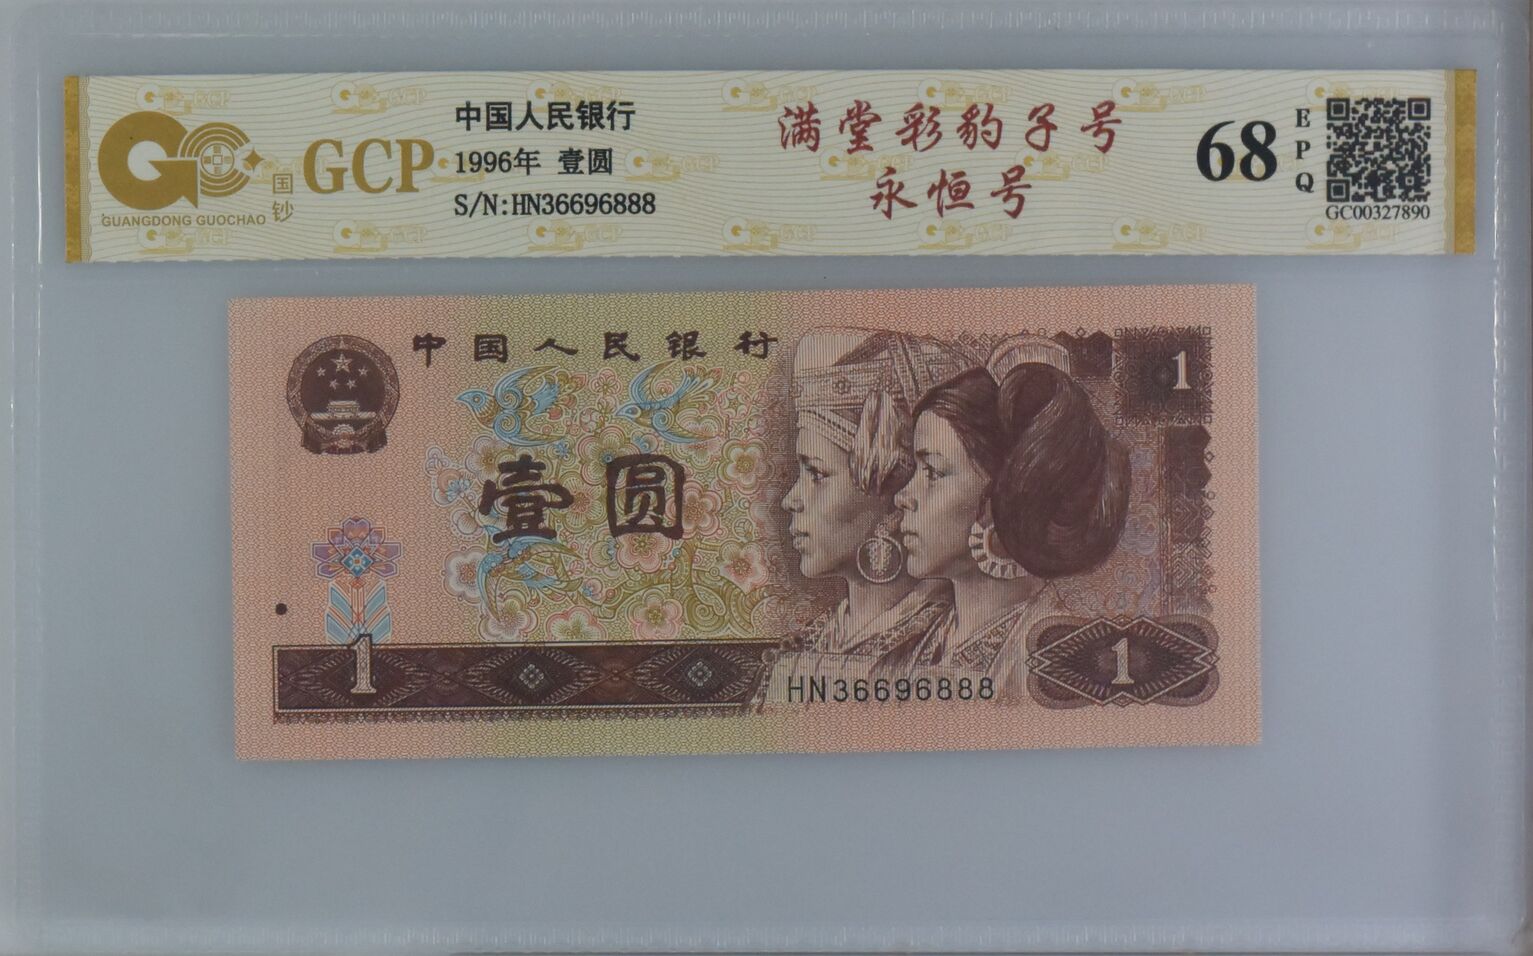 GUANGDONG GUOCHAO
国钞
GCP
中国人民银行
1996年 壹圆
S/N:HN36696888
满堂彩豹子号
永恒号
68
EPQ
GC00327890
中国人民银行
1
壹圆
1
HN36696888
1